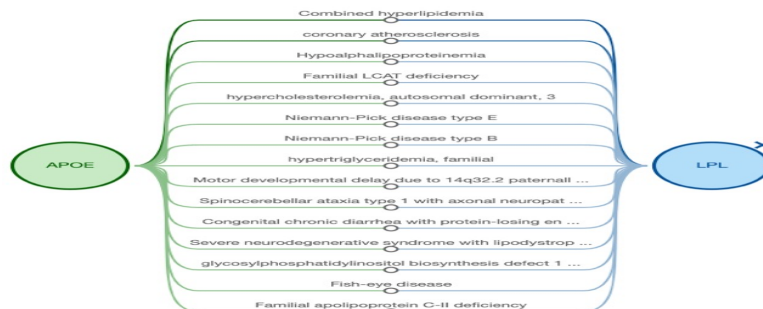 Combined hyperlipidemia
coronary atherosclerosis
Hypoalphalipoproteinemia
Familial LCAT deficiency
hypercholesterolemia, autosomal dominant, 3
Niemann-Pick disease type E
Niemann-Pick disease type B
APOE
hypertriglyceridemia, familial
LPL
Motor developmental delay due to 14q32.2 paternall ...
Spinocerebellar ataxia type 1 with axonal neuropat ...
Congenital chronic diarrhea with protein-losing en ...
Severe neurodegenerative syndrome with lipodystrop ...
glycosylphosphatidylinositol biosynthesis defect 1 ...
Fish-eye disease
Familial apolipoprotein C-II deficiency